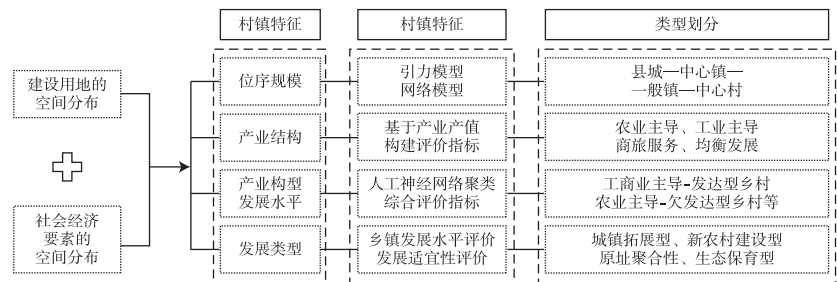 村镇特征
村镇特征
类型划分
建设用地的
空间分布
社会经济
要素的
空间分布
位序规模
引力模型
网络模型
县城—中心镇—
一般镇—中心村
产业结构
基于产业产值
构建评价指标
农业主导、工业主导
商旅服务、均衡发展
产业构型
发展水平
人工神经网络聚类
综合评价指标
工商业主导-发达型乡村
农业主导-欠发达型乡村等
发展类型
乡镇发展水平评价
发展适宜性评价
城镇拓展型、新农村建设型
原址聚合性、生态保育型